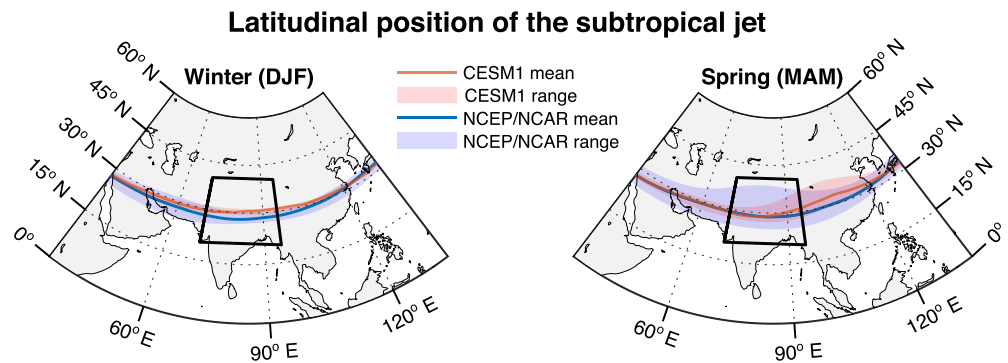 Latitudinal position of the subtropical jet
Winter (DJF)
60° N
45° N
30° N
15° N
0°
60° E
90° E
120° E
CESM1 mean
CESM1 range
NCEP/NCAR mean
NCEP/NCAR range
Spring (MAM)
60° N
45° N
30° N
15° N
0°
60° E
90° E
120° E